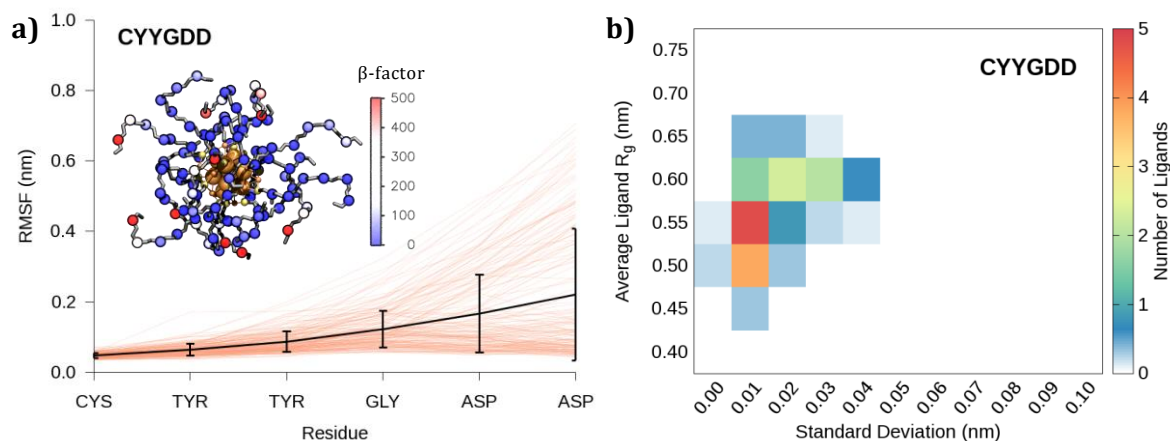 a)
CYYGDD
β-factor
500
400
300
200
100
0
RMSF (nm)
1.0
0.8
0.6
0.4
0.2
0.0
CYS TYR TYR GLY ASP ASP
Residue
b)
CYYGDD
Average Ligand Rg (nm)
0.75
0.70
0.65
0.60
0.55
0.50
0.45
0.40
0.00 0.01 0.02 0.03 0.04 0.05 0.06 0.07 0.08 0.09 0.10
Standard Deviation (nm)
5
4
3
2
1
0
Number of Ligands